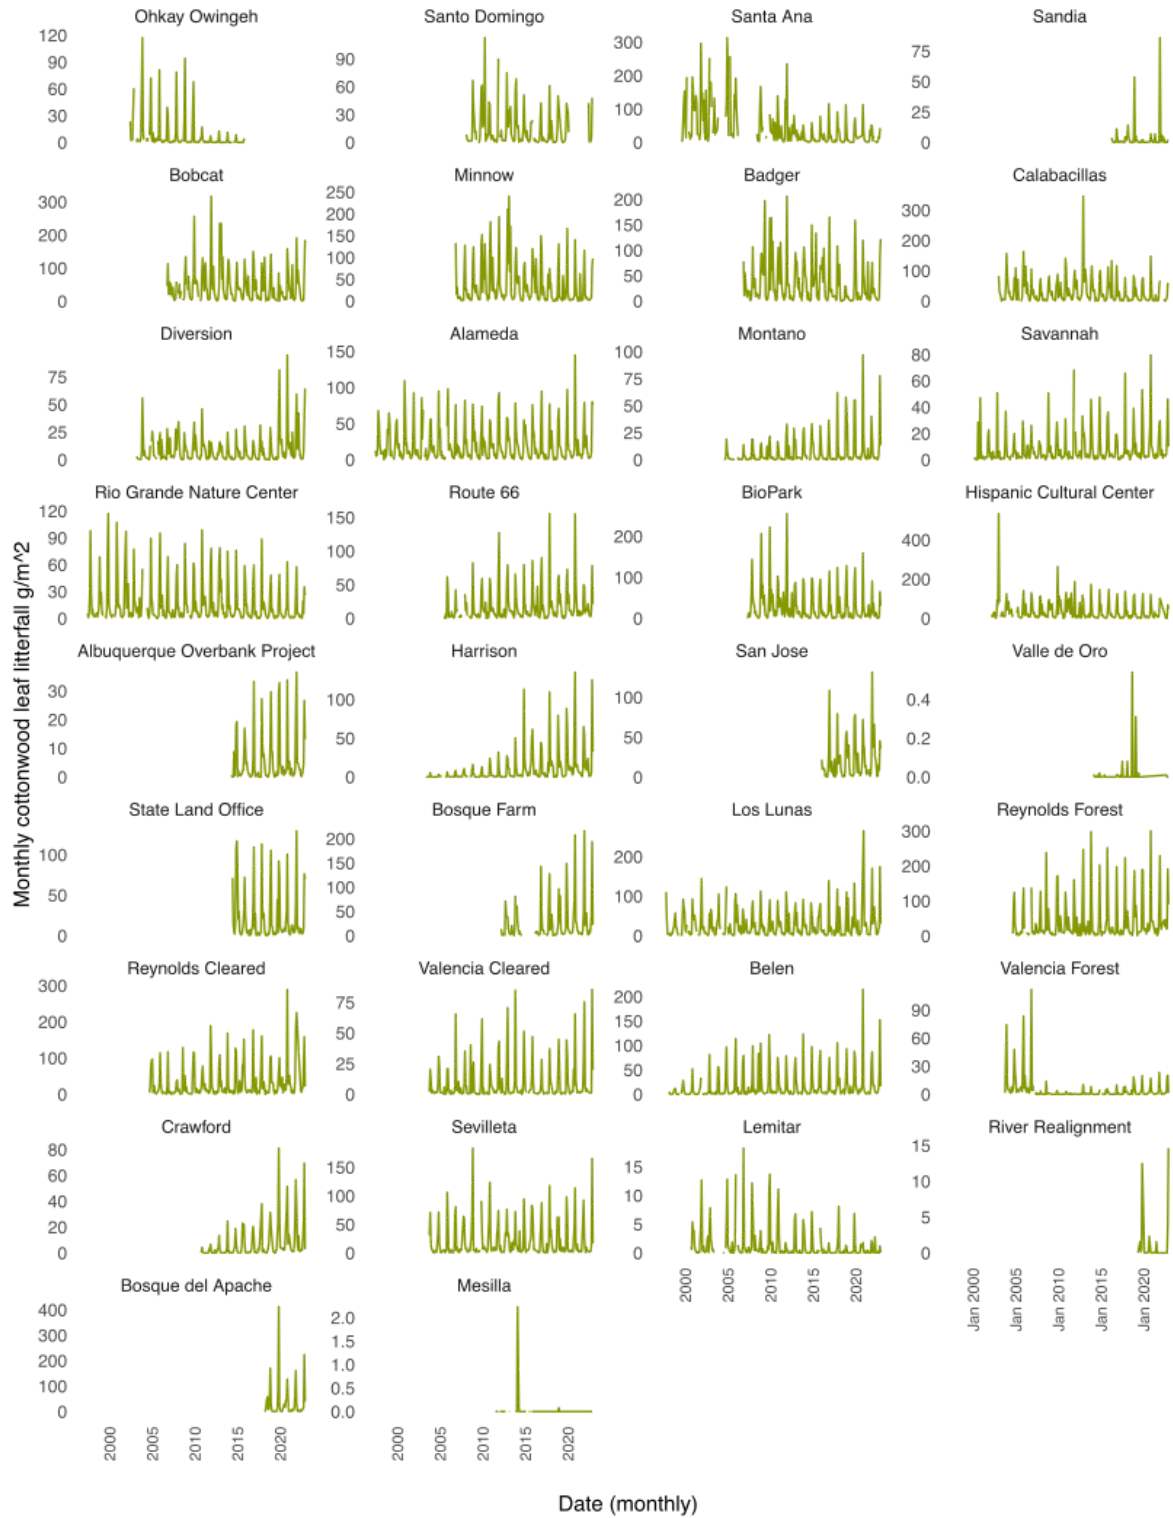 Ohkay Owingeh Santo Domingo Santa Ana Sandia
120 90 60 30 0
90 60 30 0
300 200 100 0
75 50 25 0
Bobcat Minnow Badger Calabacillas
300 200 100 0
250 200 150 100 50 0
200 150 100 50 0
300 200 100 0
Diversion Alameda Montano Savannah
75 50 25 0
150 100 50 0
100 75 50 25 0
80 60 40 20 0
Rio Grande Nature Center Route 66 BioPark Hispanic Cultural Center
120 90 60 30 0
150 100 50 0
200 100 0
400 200 0
Albuquerque Overbank Project Harrison San Jose Valle de Oro
30 20 10 0
100 50 0
100 50 0
0.4 0.2 0.0
State Land Office Bosque Farm Los Lunas Reynolds Forest
100 50 0
200 150 100 50 0
200 100 0
300 200 100 0
Reynolds Cleared Valencia Cleared Belen Valencia Forest
300 200 100 0
75 50 25 0
200 150 100 50 0
90 60 30 0
Crawford Sevilleta Lemitar River Realignment
80 60 40 20 0
150 100 50 0
15 10 5 0
15 10 5 0
2000 2005 2010 2015 2020
Jan 2000 Jan 2005 Jan 2010 Jan 2015 Jan 2020
Bosque del Apache Mesilla
400 300 200 100 0
2.0 1.5 1.0 0.5 0.0
2000 2005 2010 2015 2020
2000 2005 2010 2015 2020
Monthly cottonwood leaf litterfall g/m^2
Date (monthly)